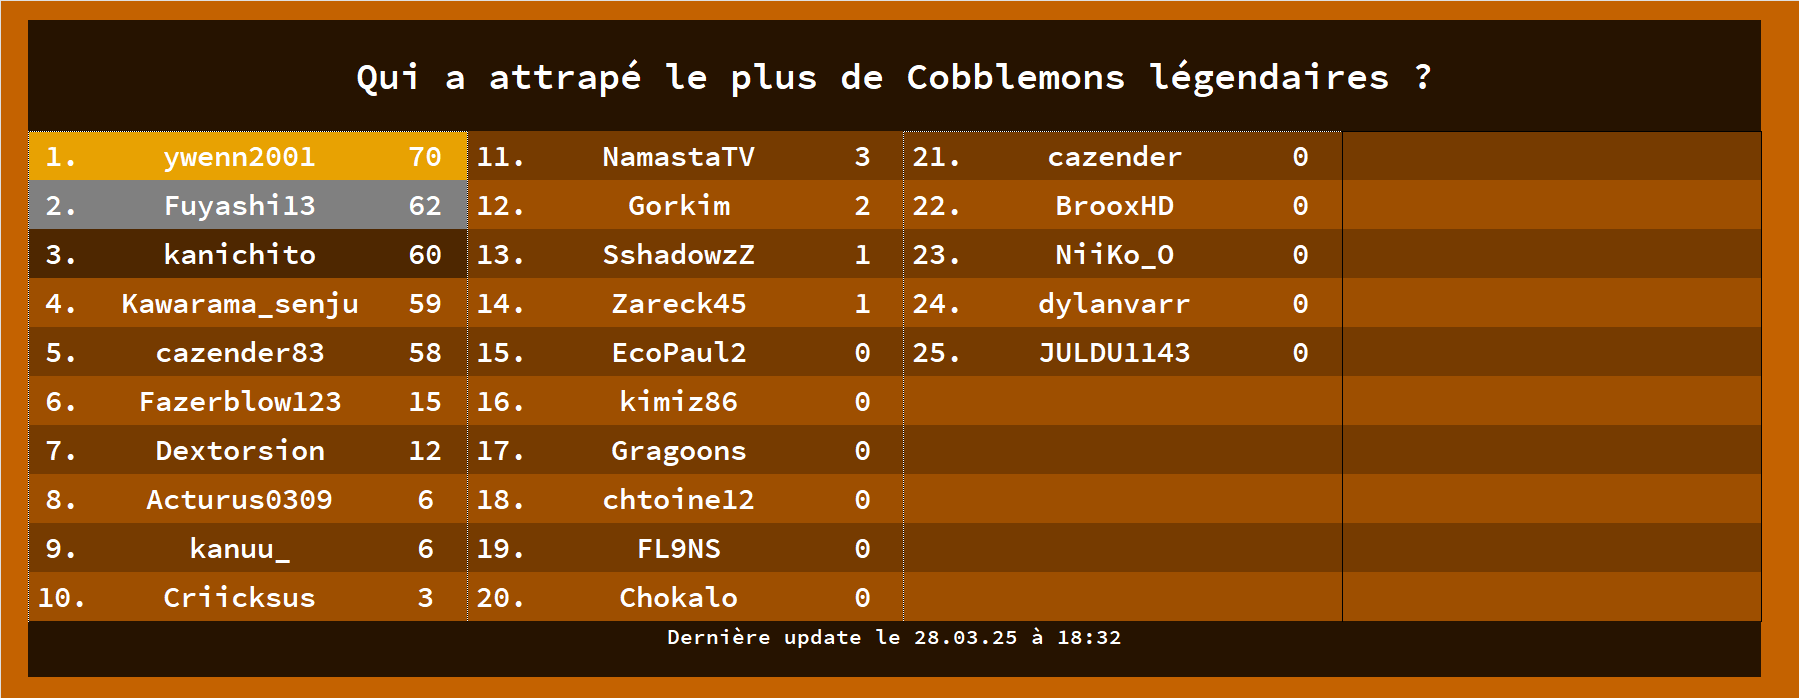 Qui a attrapé le plus de Cobblemons légendaires ?
1. ywenn2001 70
2. Fuyashi13 62
3. kanichito 60
4. Kawarama_senju 59
5. cazender83 58
6. Fazerblow123 15
7. Dextorsion 12
8. Acturus0309 6
9. kanuu_ 6
10. Criicksus 3
11. NamastaTV 3
12. Gorkim 2
13. SshadowzZ 1
14. Zareck45 1
15. EcoPaul2 0
16. kimiz86 0
17. Gragoons 0
18. chtoine12 0
19. FL9NS 0
20. Chokalo 0
21. cazender 0
22. BrooxHD 0
23. NiiKo_O 0
24. dylanvarr 0
25. JULDU1143 0
Dernière update le 28.03.25 à 18:32